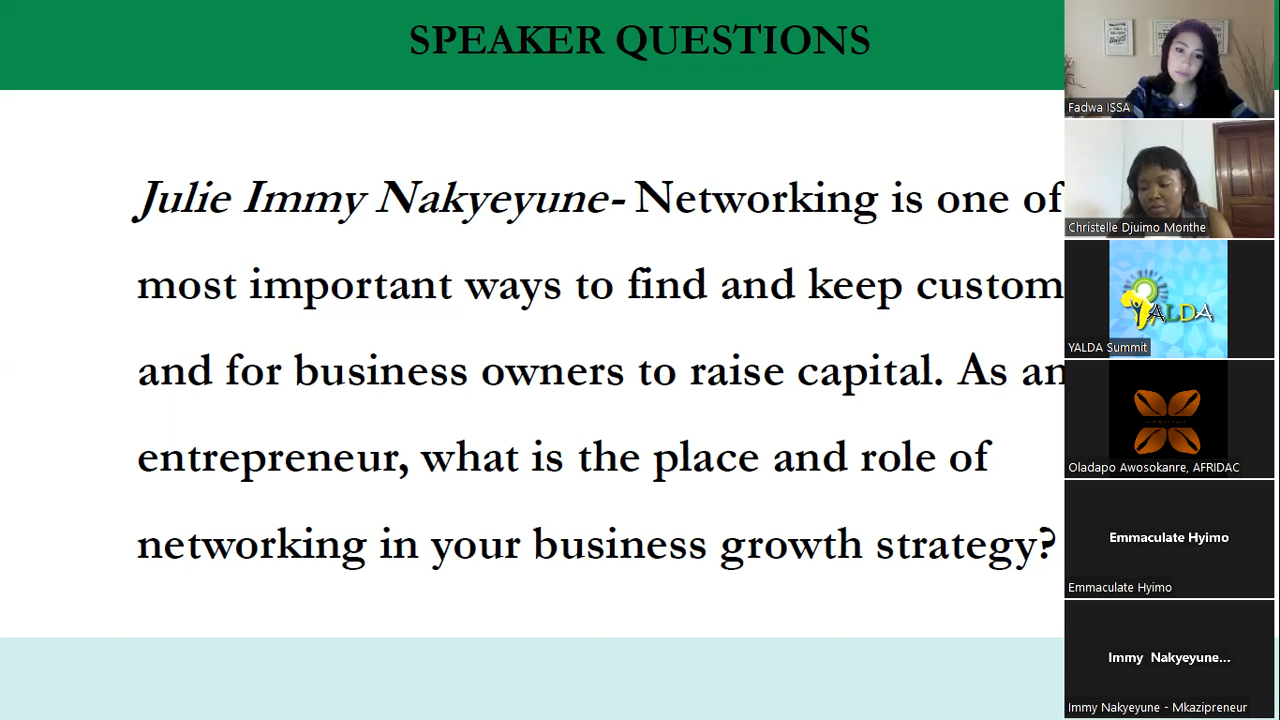 SPEAKER QUESTIONS
Julie Immy Nakyeyune- Networking is one of
most important ways to find and keep custom
and for business owners to raise capital. As an
entrepreneur, what is the place and role of
networking in your business growth strategy?
Fadwa ISSA
Christelle Djuimo Monthe
YALDA
YALDA Summit
Oladapo Awosokanre, AFRIDAC
Emmaculate Hyimo
Emmaculate Hyimo
Immy Nakyeyune...
Immy Nakyeyune - Mkazipreneur